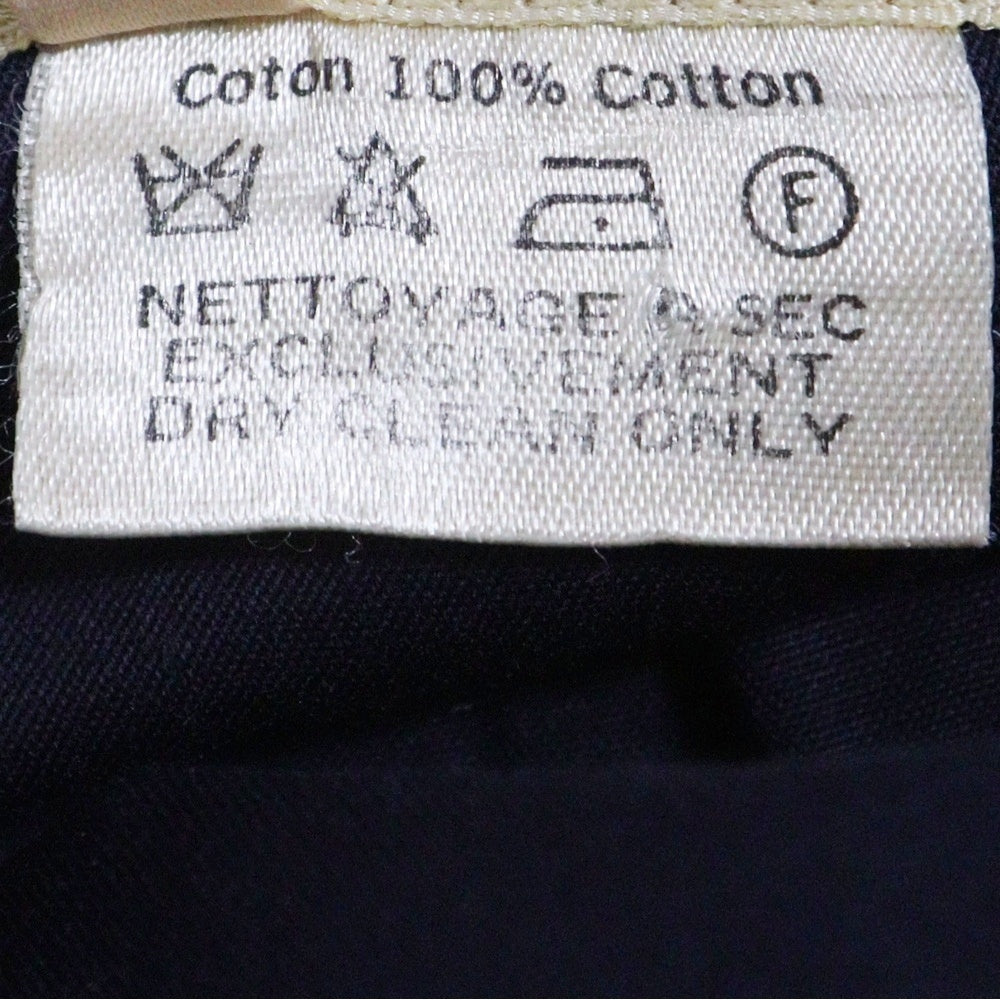 Coton 100% Cotton
F
NETTOYAGE A SEC
EXCLUSIVEMENT
DRY CLEAN ONLY